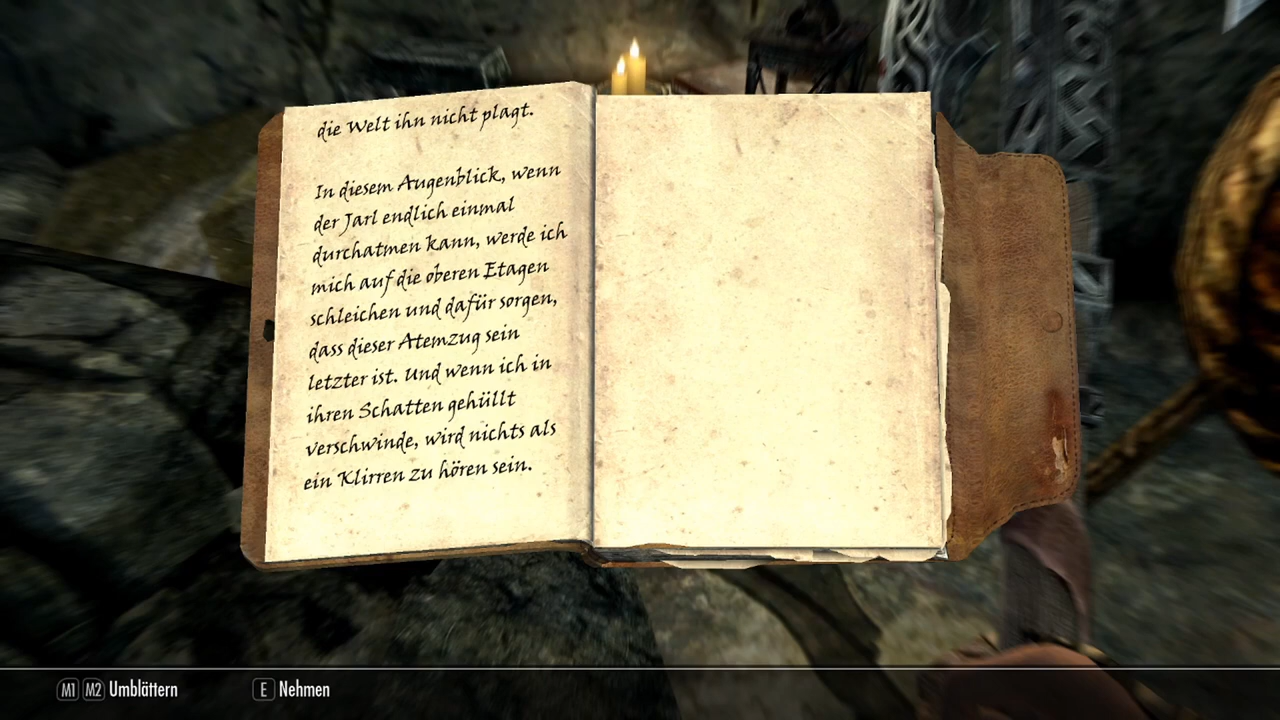 die Welt ihn nicht plagt.
In diesem Augenblick, wenn
der Jarl endlich einmal
durchatmen kann, werde ich
mich auf die oberen Etagen
schleichen und dafür sorgen,
dass dieser Atemzug sein
letzter ist. Und wenn ich in
ihren Schatten gehüllt
verschwinde, wird nichts als
ein Klirren zu hören sein.
M1 M2 Umblättern
E Nehmen